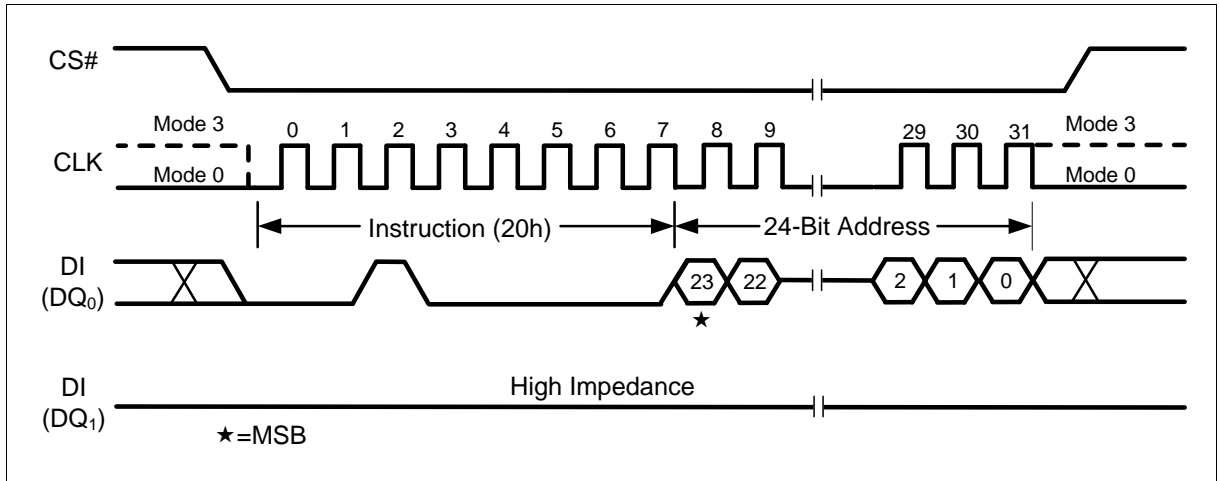 CS#
Mode 3
0 1 2 3 4 5 6 7 8 9 29 30 31
Mode 3
CLK
Mode 0
Mode 0
Instruction (20h)
24-Bit Address
DI
(DQ₀)
23 22 2 1 0
★
High Impedance
DI
(DQ₁)
★=MSB